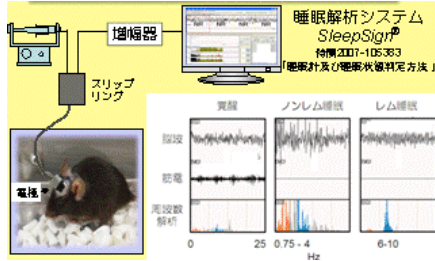 増幅器
睡眠解析システム
SleepSign®
特開2007-105383
「睡眠計及び睡眠状態判定方法」
スリップ
リング
電極
覚醒
ノンレム睡眠
レム睡眠
脳波
筋電
周波数
解析
0
25
0.75 - 4
6-10
Hz